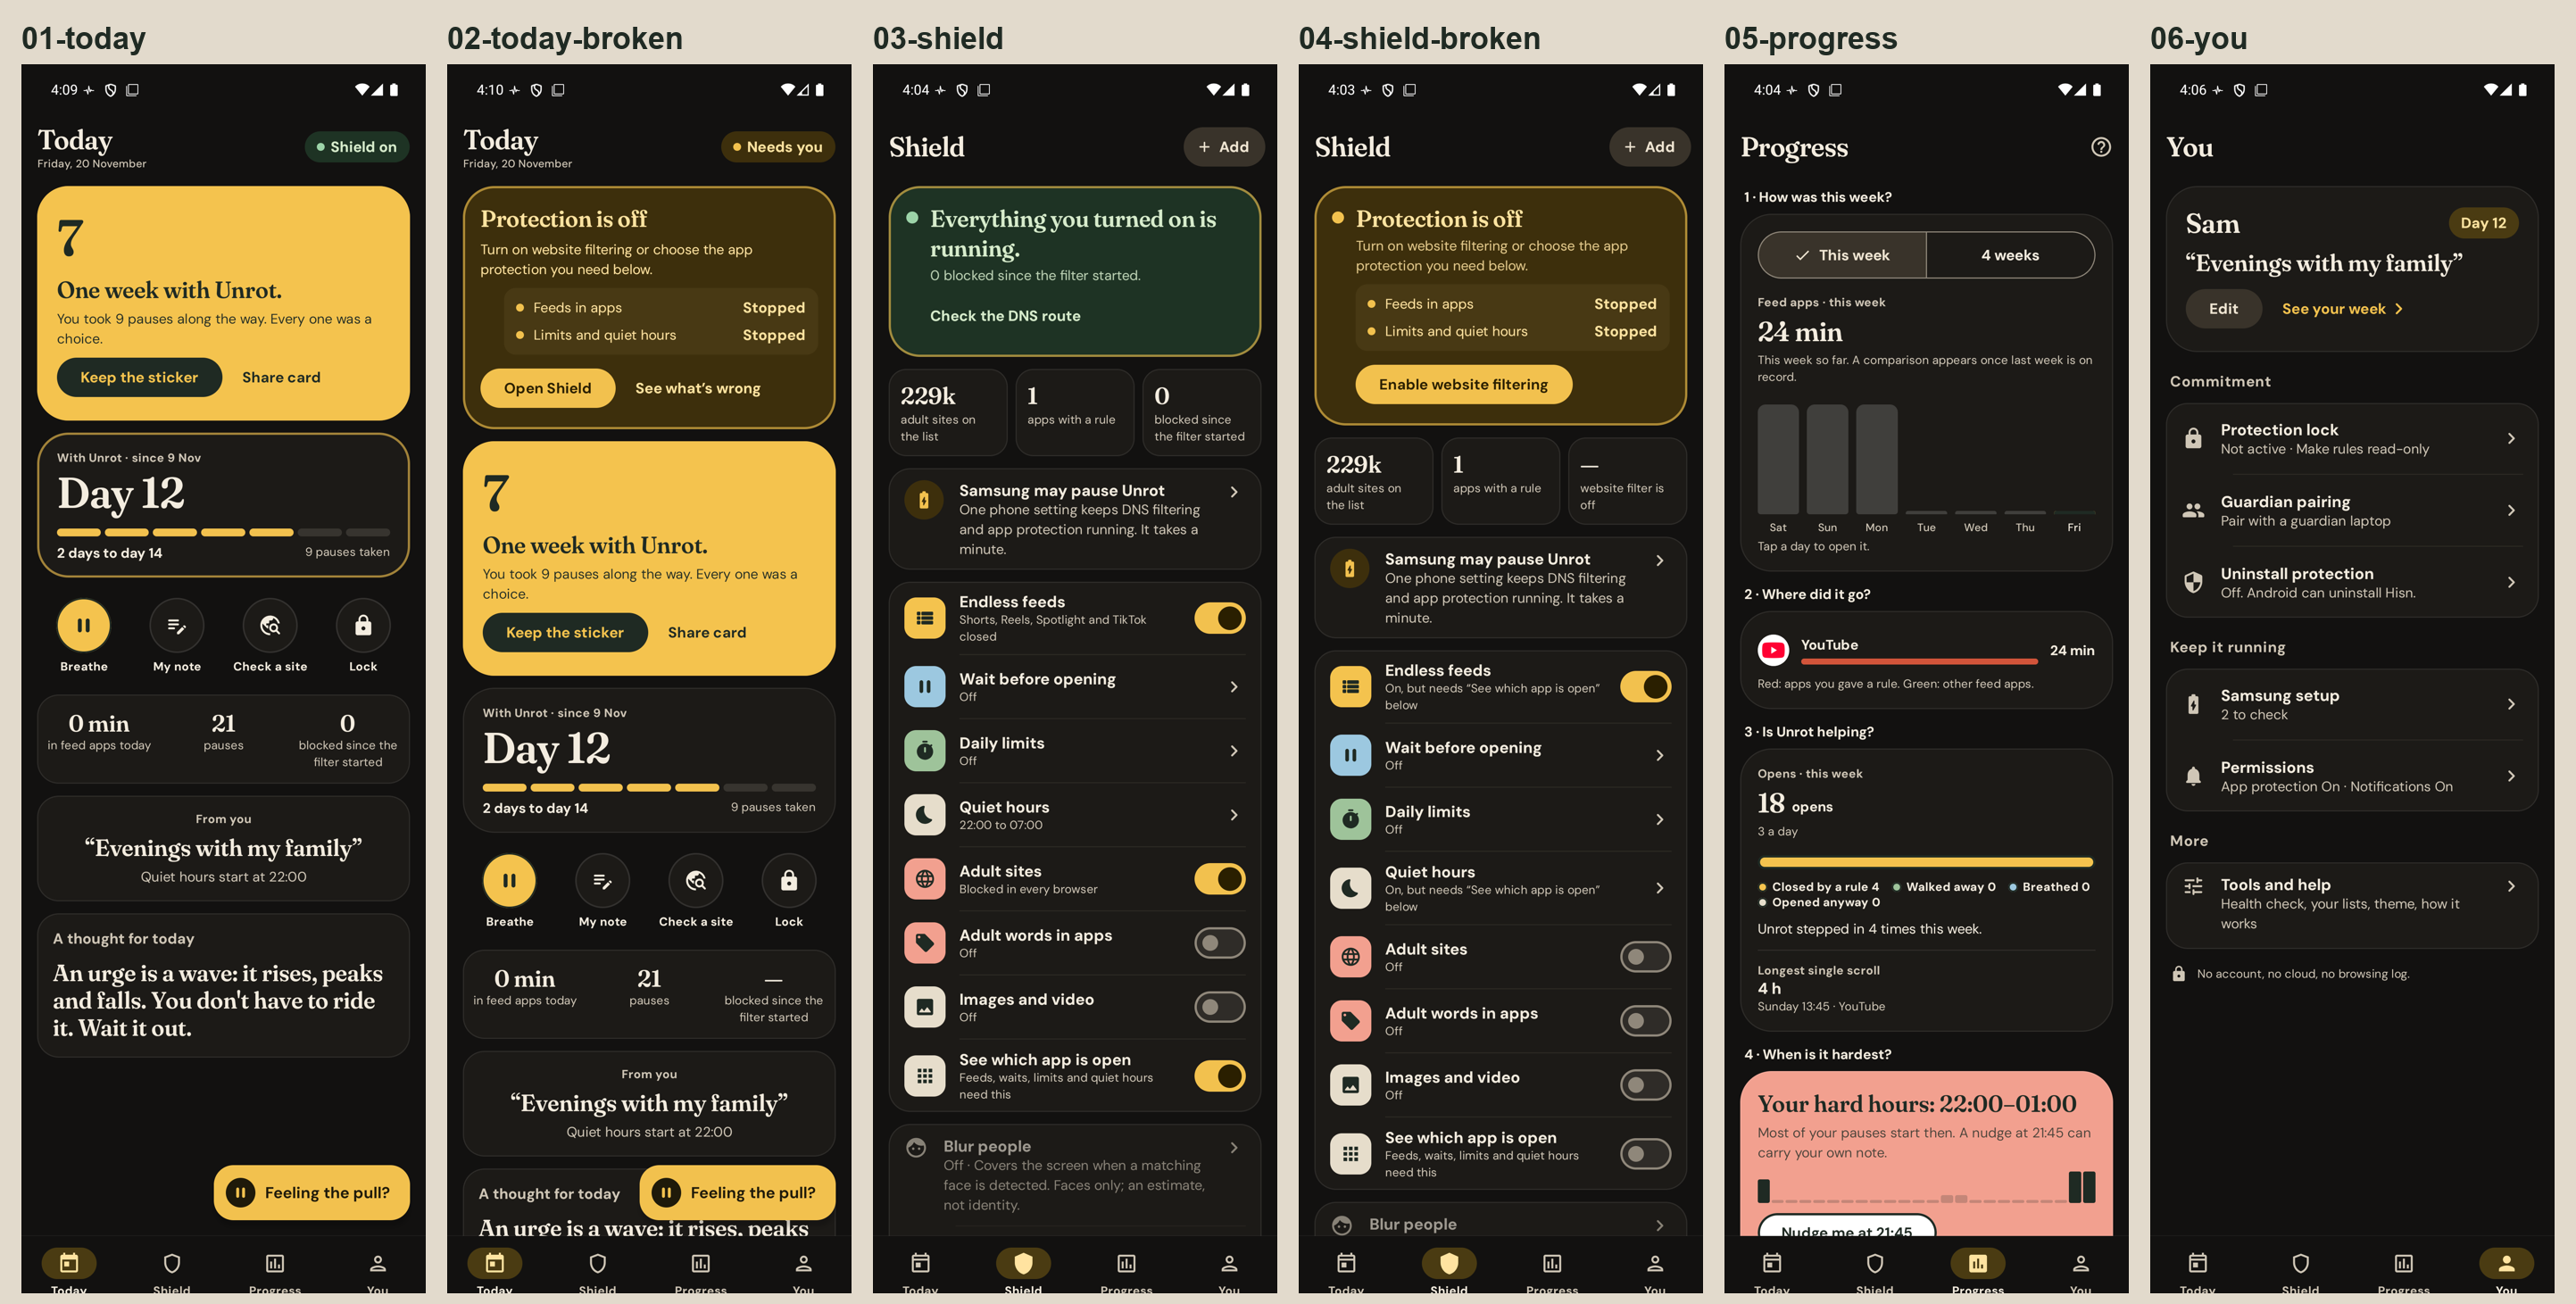 01-today
4:09
Today
Friday, 20 November
Shield on
7
One week with Unrot.
You took 9 pauses along the way. Every one was a
choice.
Keep the sticker
Share card
With Unrot · since 9 Nov
Day 12
2 days to day 14
9 pauses taken
Breathe
My note
Check a site
Lock
0 min
in feed apps today
21
pauses
0
blocked since the
filter started
From you
“Evenings with my family”
Quiet hours start at 22:00
A thought for today
An urge is a wave: it rises, peaks
and falls. You don't have to ride
it. Wait it out.
Feeling the pull?
Today
Shield
Progress
You
02-today-broken
4:10
Today
Friday, 20 November
Needs you
Protection is off
Turn on website filtering or choose the app
protection you need below.
Feeds in apps
Stopped
Limits and quiet hours
Stopped
Open Shield
See what’s wrong
7
One week with Unrot.
You took 9 pauses along the way. Every one was a
choice.
Keep the sticker
Share card
With Unrot · since 9 Nov
Day 12
2 days to day 14
9 pauses taken
Breathe
My note
Check a site
Lock
0 min
in feed apps today
21
pauses
—
blocked since the
filter started
From you
“Evenings with my family”
Quiet hours start at 22:00
A thought for today
Feeling the pull?
An urge is a wave: it rises, peaks
Today
Shield
Progress
You
03-shield
4:04
Shield
+ Add
Everything you turned on is
running.
0 blocked since the filter started.
Check the DNS route
229k
adult sites on
the list
1
apps with a rule
0
blocked since
the filter started
Samsung may pause Unrot
One phone setting keeps DNS filtering
and app protection running. It takes a
minute.
Endless feeds
Shorts, Reels, Spotlight and TikTok
closed
Wait before opening
Off
Daily limits
Off
Quiet hours
22:00 to 07:00
Adult sites
Blocked in every browser
Adult words in apps
Off
Images and video
Off
See which app is open
Feeds, waits, limits and quiet hours
need this
Blur people
Off · Covers the screen when a matching
face is detected. Faces only; an estimate,
not identity.
Today
Shield
Progress
You
04-shield-broken
4:03
Shield
+ Add
Protection is off
Turn on website filtering or choose the app
protection you need below.
Feeds in apps
Stopped
Limits and quiet hours
Stopped
Enable website filtering
229k
adult sites on
the list
1
apps with a rule
—
website filter is
off
Samsung may pause Unrot
One phone setting keeps DNS filtering
and app protection running. It takes a
minute.
Endless feeds
On, but needs “See which app is open”
below
Wait before opening
Off
Daily limits
Off
Quiet hours
On, but needs “See which app is open”
below
Adult sites
Off
Adult words in apps
Off
Images and video
Off
See which app is open
Feeds, waits, limits and quiet hours
need this
Blur people
Today
Shield
Progress
You
05-progress
4:04
Progress
1 · How was this week?
This week
4 weeks
Feed apps · this week
24 min
This week so far. A comparison appears once last week is on
record.
Sat
Sun
Mon
Tue
Wed
Thu
Fri
Tap a day to open it.
2 · Where did it go?
YouTube
24 min
Red: apps you gave a rule. Green: other feed apps.
3 · Is Unrot helping?
Opens · this week
18 opens
3 a day
Closed by a rule 4
Walked away 0
Breathed 0
Opened anyway 0
Unrot stepped in 4 times this week.
Longest single scroll
4 h
Sunday 13:45 · YouTube
4 · When is it hardest?
Your hard hours: 22:00–01:00
Most of your pauses start then. A nudge at 21:45 can
carry your own note.
Nudge me at 21:45
Today
Shield
Progress
You
06-you
4:06
You
Sam
Day 12
“Evenings with my family”
Edit
See your week
Commitment
Protection lock
Not active · Make rules read-only
Guardian pairing
Pair with a guardian laptop
Uninstall protection
Off. Android can uninstall Hisn.
Keep it running
Samsung setup
2 to check
Permissions
App protection On · Notifications On
More
Tools and help
Health check, your lists, theme, how it
works
No account, no cloud, no browsing log.
Today
Shield
Progress
You